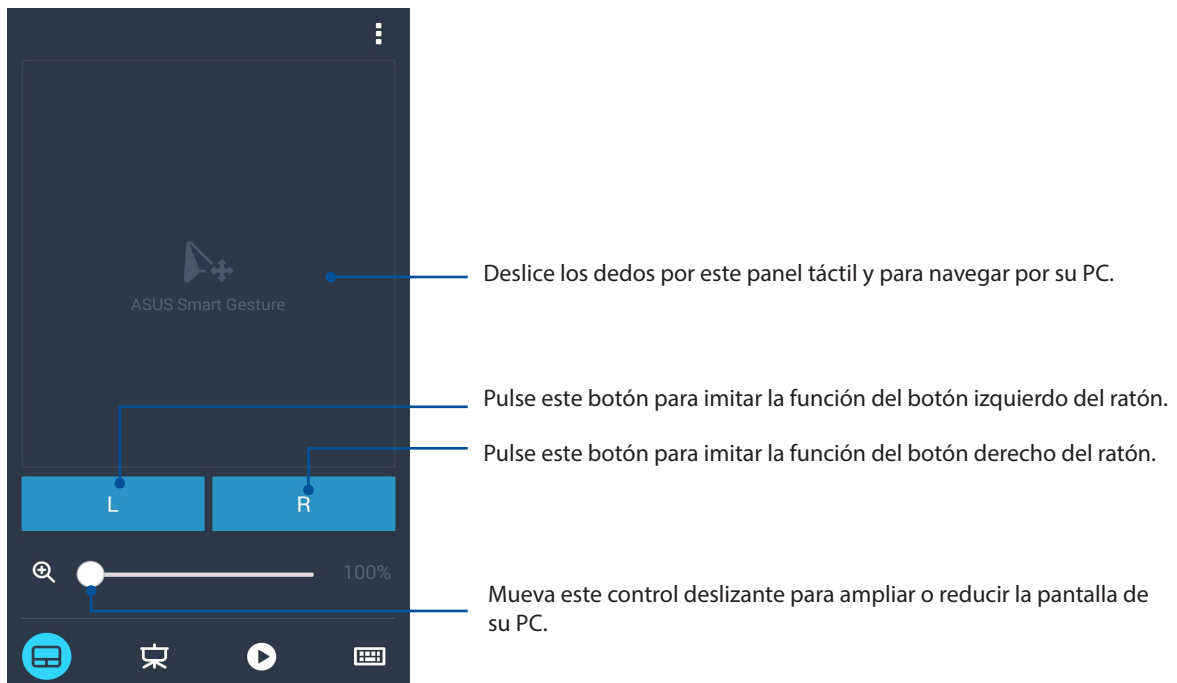 ASUS Smart Gesture
Deslice los dedos por este panel táctil y para navegar por su PC.
Pulse este botón para imitar la función del botón izquierdo del ratón.
Pulse este botón para imitar la función del botón derecho del ratón.
L
R
100%
Mueva este control deslizante para ampliar o reducir la pantalla de
su PC.